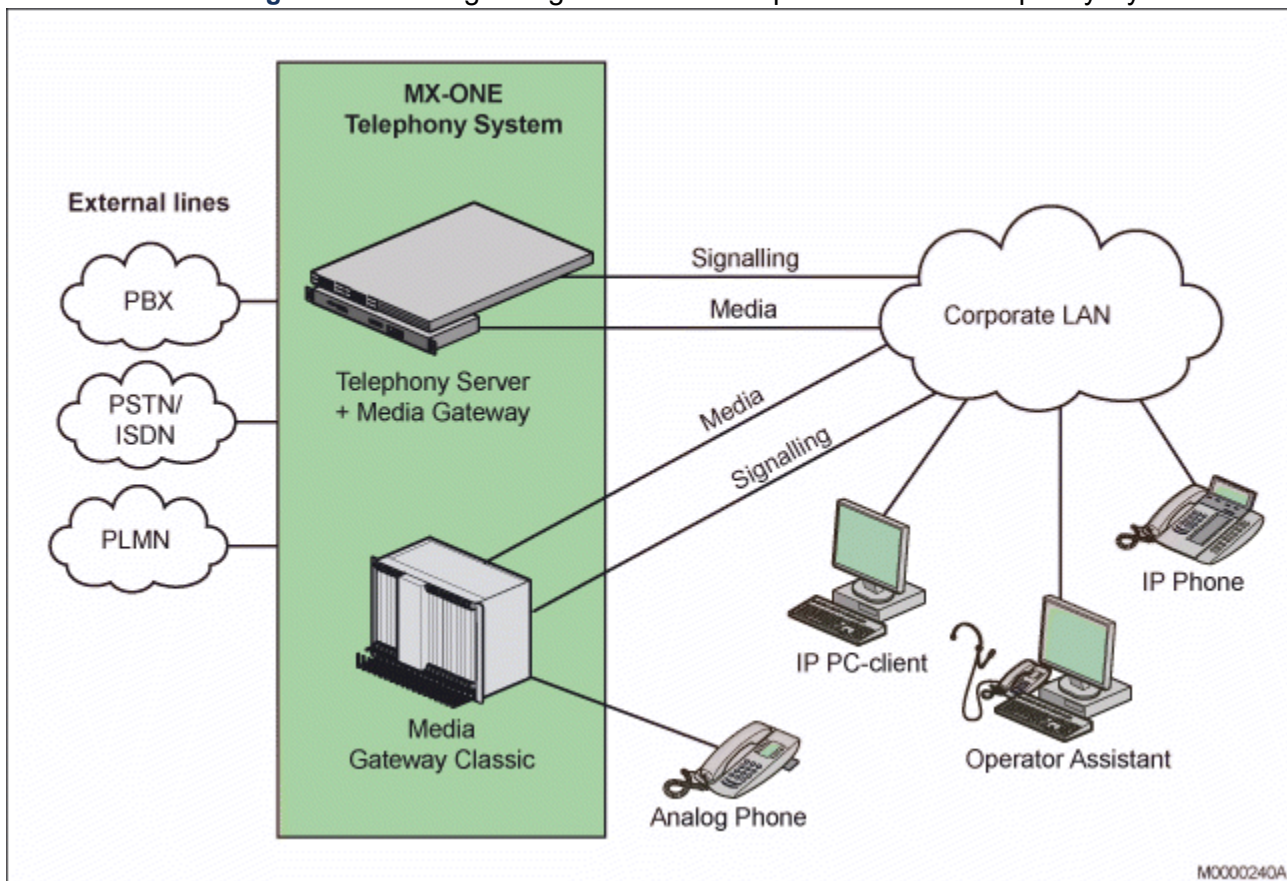 MX-ONE
Telephony System
External lines
PBX
PSTN/
ISDN
PLMN
Telephony Server
+ Media Gateway
Media
Gateway Classic
Signalling
Media
Media
Signalling
Corporate LAN
IP Phone
IP PC-client
Operator Assistant
Analog Phone
M0000240A